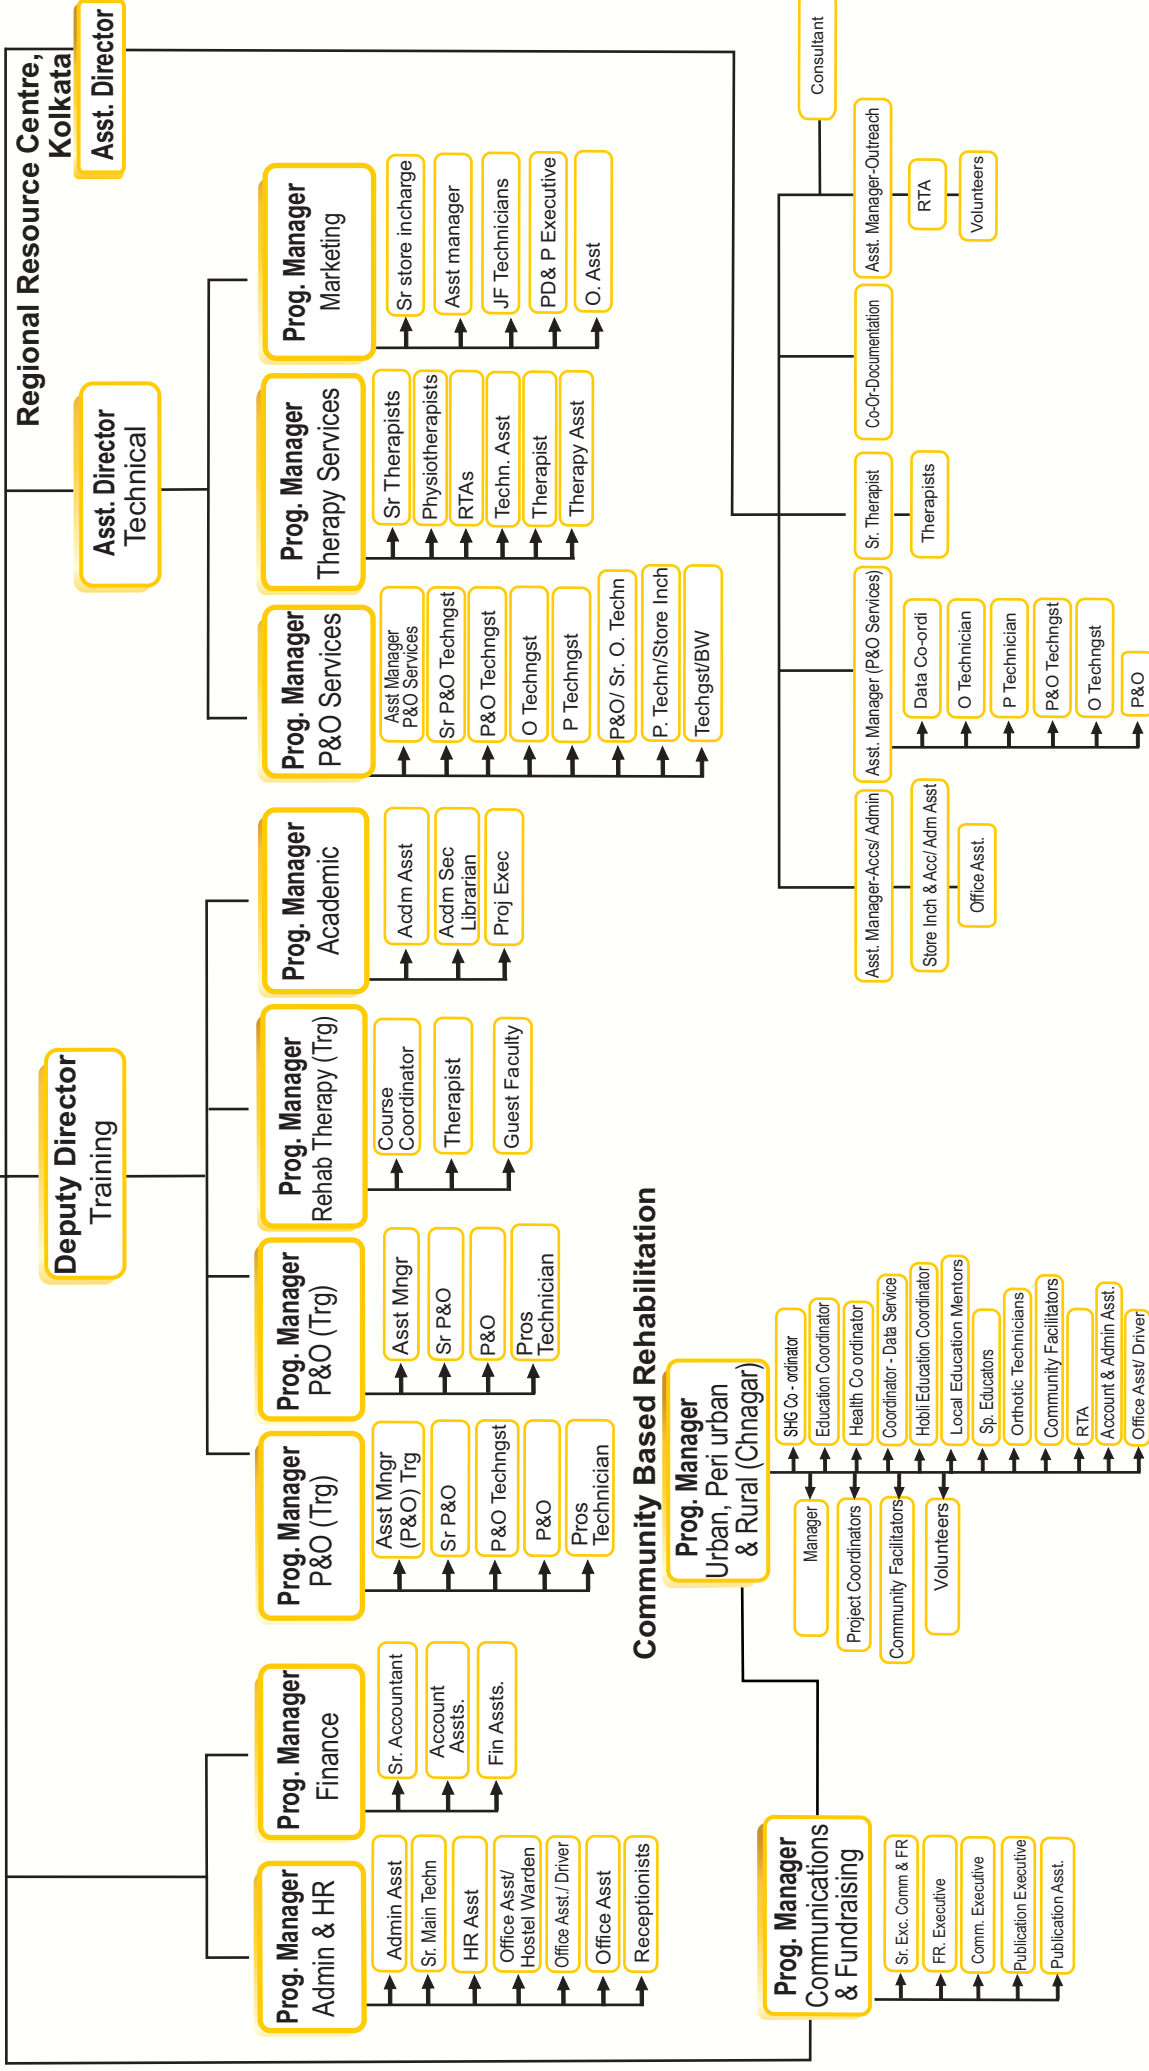 Deputy Director
Training
Asst. Director
Technical
Regional Resource Centre,
Kolkata
Asst. Director
Prog. Manager
Admin & HR
Admin Asst
Sr. Main Techn
HR Asst
Office Asst/
Hostel Warden
Office Asst./ Driver
Office Asst
Receptionists
Prog. Manager
Finance
Sr. Accountant
Account
Assts.
Fin Assts.
Prog. Manager
P&O (Trg)
Asst Mngr
(P&O) Trg
Sr P&O
P&O Techngst
P&O
Pros
Technician
Prog. Manager
P&O (Trg)
Asst Mngr
Sr P&O
P&O
Pros
Technician
Prog. Manager
Rehab Therapy (Trg)
Course
Coordinator
Therapist
Guest Faculty
Prog. Manager
Academic
Acdm Asst
Acdm Sec
Librarian
Proj Exec
Prog. Manager
P&O Services
Asst Manager
P&O Services
Sr P&O Techngst
P&O Techngst
O Techngst
P Techngst
P&O/ Sr. O. Techn
P. Techn/Store Inch
Techgst/BW
Prog. Manager
Therapy Services
Sr Therapists
Physiotherapists
RTAs
Techn. Asst
Therapist
Therapy Asst
Prog. Manager
Marketing
Sr store incharge
Asst manager
JF Technicians
PD& P Executive
O. Asst
Community Based Rehabilitation
Prog. Manager
Communications
& Fundraising
Sr. Exc. Comm & FR
FR. Executive
Comm. Executive
Publication Executive
Publication Asst.
Prog. Manager
Urban, Peri urban
& Rural (Chnagar)
Manager
Project Coordinators
Community Facilitators
Volunteers
SHG Co - ordinator
Education Coordinator
Health Co ordinator
Coordinator - Data Service
Hobli Education Coordinator
Local Education Mentors
Sp. Educators
Orthotic Technicians
Community Facilitators
RTA
Account & Admin Asst.
Office Asst/ Driver
Asst. Manager-Accs/ Admin
Store Inch & Acc/ Adm Asst
Office Asst.
Asst. Manager (P&O Services)
Data Co-ordi
O Technician
P Technician
P&O Techngst
O Techngst
P&O
Sr. Therapist
Therapists
Co-Or-Documentation
Asst. Manager-Outreach
RTA
Volunteers
Consultant